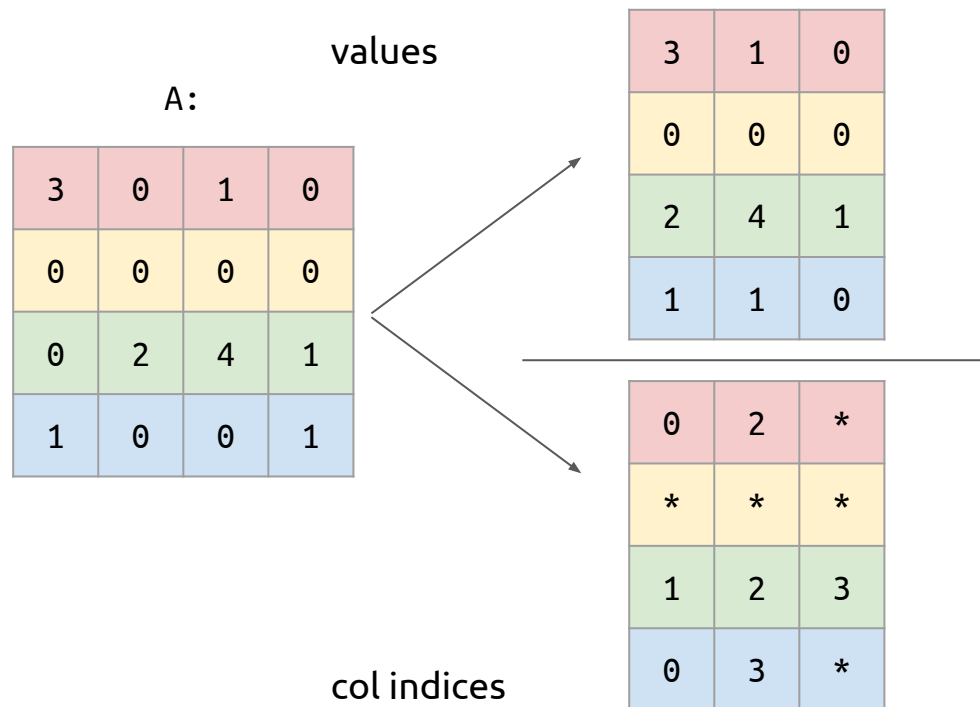 values
A:
3 0 1 0
0 0 0 0
0 2 4 1
1 0 0 1
3 1 0
0 0 0
2 4 1
1 1 0
0 2 *
* * *
1 2 3
0 3 *
col indices